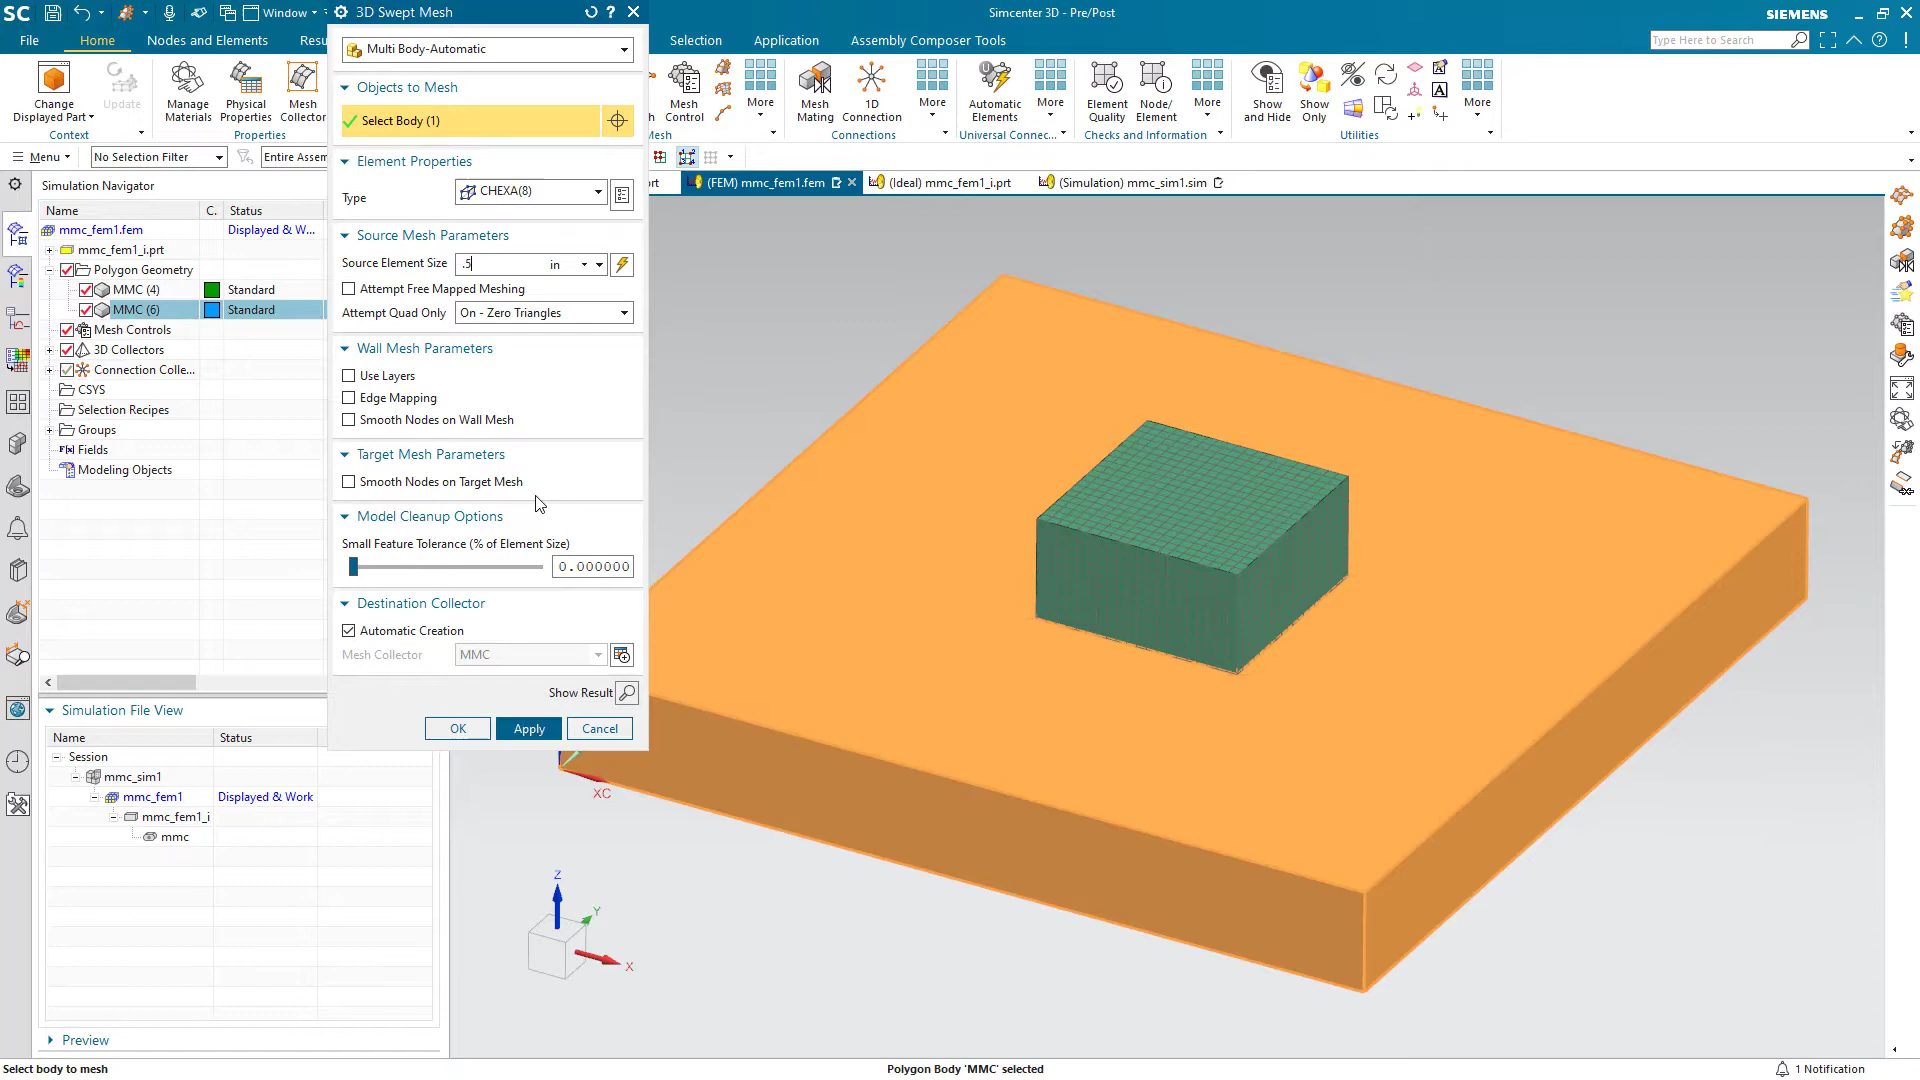 SC
Window
3D Swept Mesh
Simcenter 3D - Pre/Post
SIEMENS
File
Home
Nodes and Elements
Selection
Application
Assembly Composer Tools
Type Here to Search
Change
Displayed Part
Context
Update
Manage
Materials
Physical
Properties
Mesh
Collector
Properties
Mesh
Control
More
Mesh
Mating
1D
Connection
More
Connections
Automatic
Elements
More
Universal Connec...
Element
Quality
Node/
Element
More
Checks and Information
Show
and Hide
Show
Only
More
Utilities
Menu
No Selection Filter
Entire Assem
(FEM) mmc_fem1.fem
(Ideal) mmc_fem1_i.prt
(Simulation) mmc_sim1.sim
Simulation Navigator
Name
C.
Status
mmc_fem1.fem
Displayed & W...
mmc_fem1_i.prt
Polygon Geometry
MMC (4)
Standard
MMC (6)
Standard
Mesh Controls
3D Collectors
Connection Colle...
CSYS
Selection Recipes
Groups
Fields
Modeling Objects
Multi Body-Automatic
Objects to Mesh
Select Body (1)
Element Properties
Type
CHEXA(8)
Source Mesh Parameters
Source Element Size
.5
in
Attempt Free Mapped Meshing
Attempt Quad Only
On - Zero Triangles
Wall Mesh Parameters
Use Layers
Edge Mapping
Smooth Nodes on Wall Mesh
Target Mesh Parameters
Smooth Nodes on Target Mesh
Model Cleanup Options
Small Feature Tolerance (% of Element Size)
0.000000
Destination Collector
Automatic Creation
Mesh Collector
MMC
Show Result
OK
Apply
Cancel
Simulation File View
Name
Status
Session
mmc_sim1
mmc_fem1
Displayed & Work
mmc_fem1_i
mmc
Preview
XC
Z
Y
X
Select body to mesh
Polygon Body 'MMC' selected
1 Notification